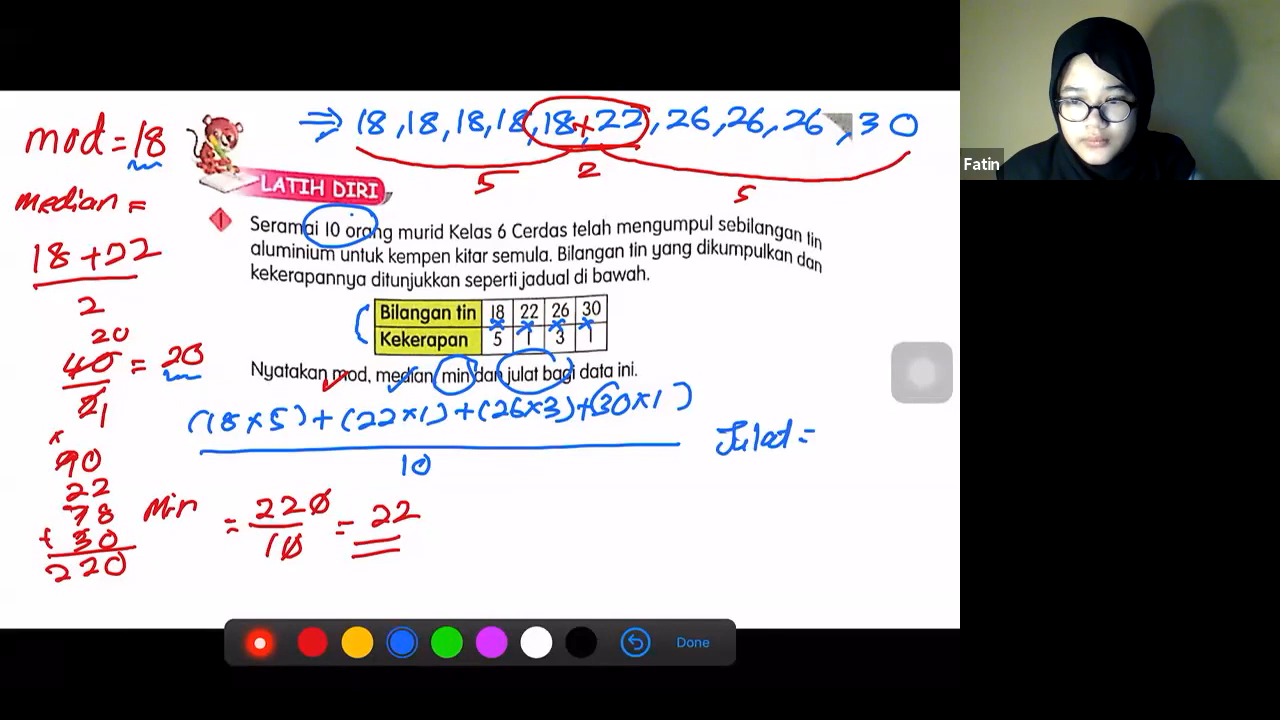 mod = 18
⇒ 18, 18, 18, 18, 18 + 22, 26, 26, 26, 30
5 2 5
LATIH DIRI
median =
18 + 22
2
20
40 = 20
2 1
1
Seramai 10 orang murid Kelas 6 Cerdas telah mengumpul sebilangan tin
aluminium untuk kempen kitar semula. Bilangan tin yang dikumpulkan dan
kekerapannya ditunjukkan seperti jadual di bawah.
Bilangan tin 18 22 26 30
Kekerapan 5 1 3 1
Nyatakan mod, median, min dan julat bagi data ini.
(18 × 5) + (22 × 1) + (26 × 3) + (30 × 1)
10
Julat =
90
22
78
+ 30
220
Min = 220 = 22
10
Done
Fatin